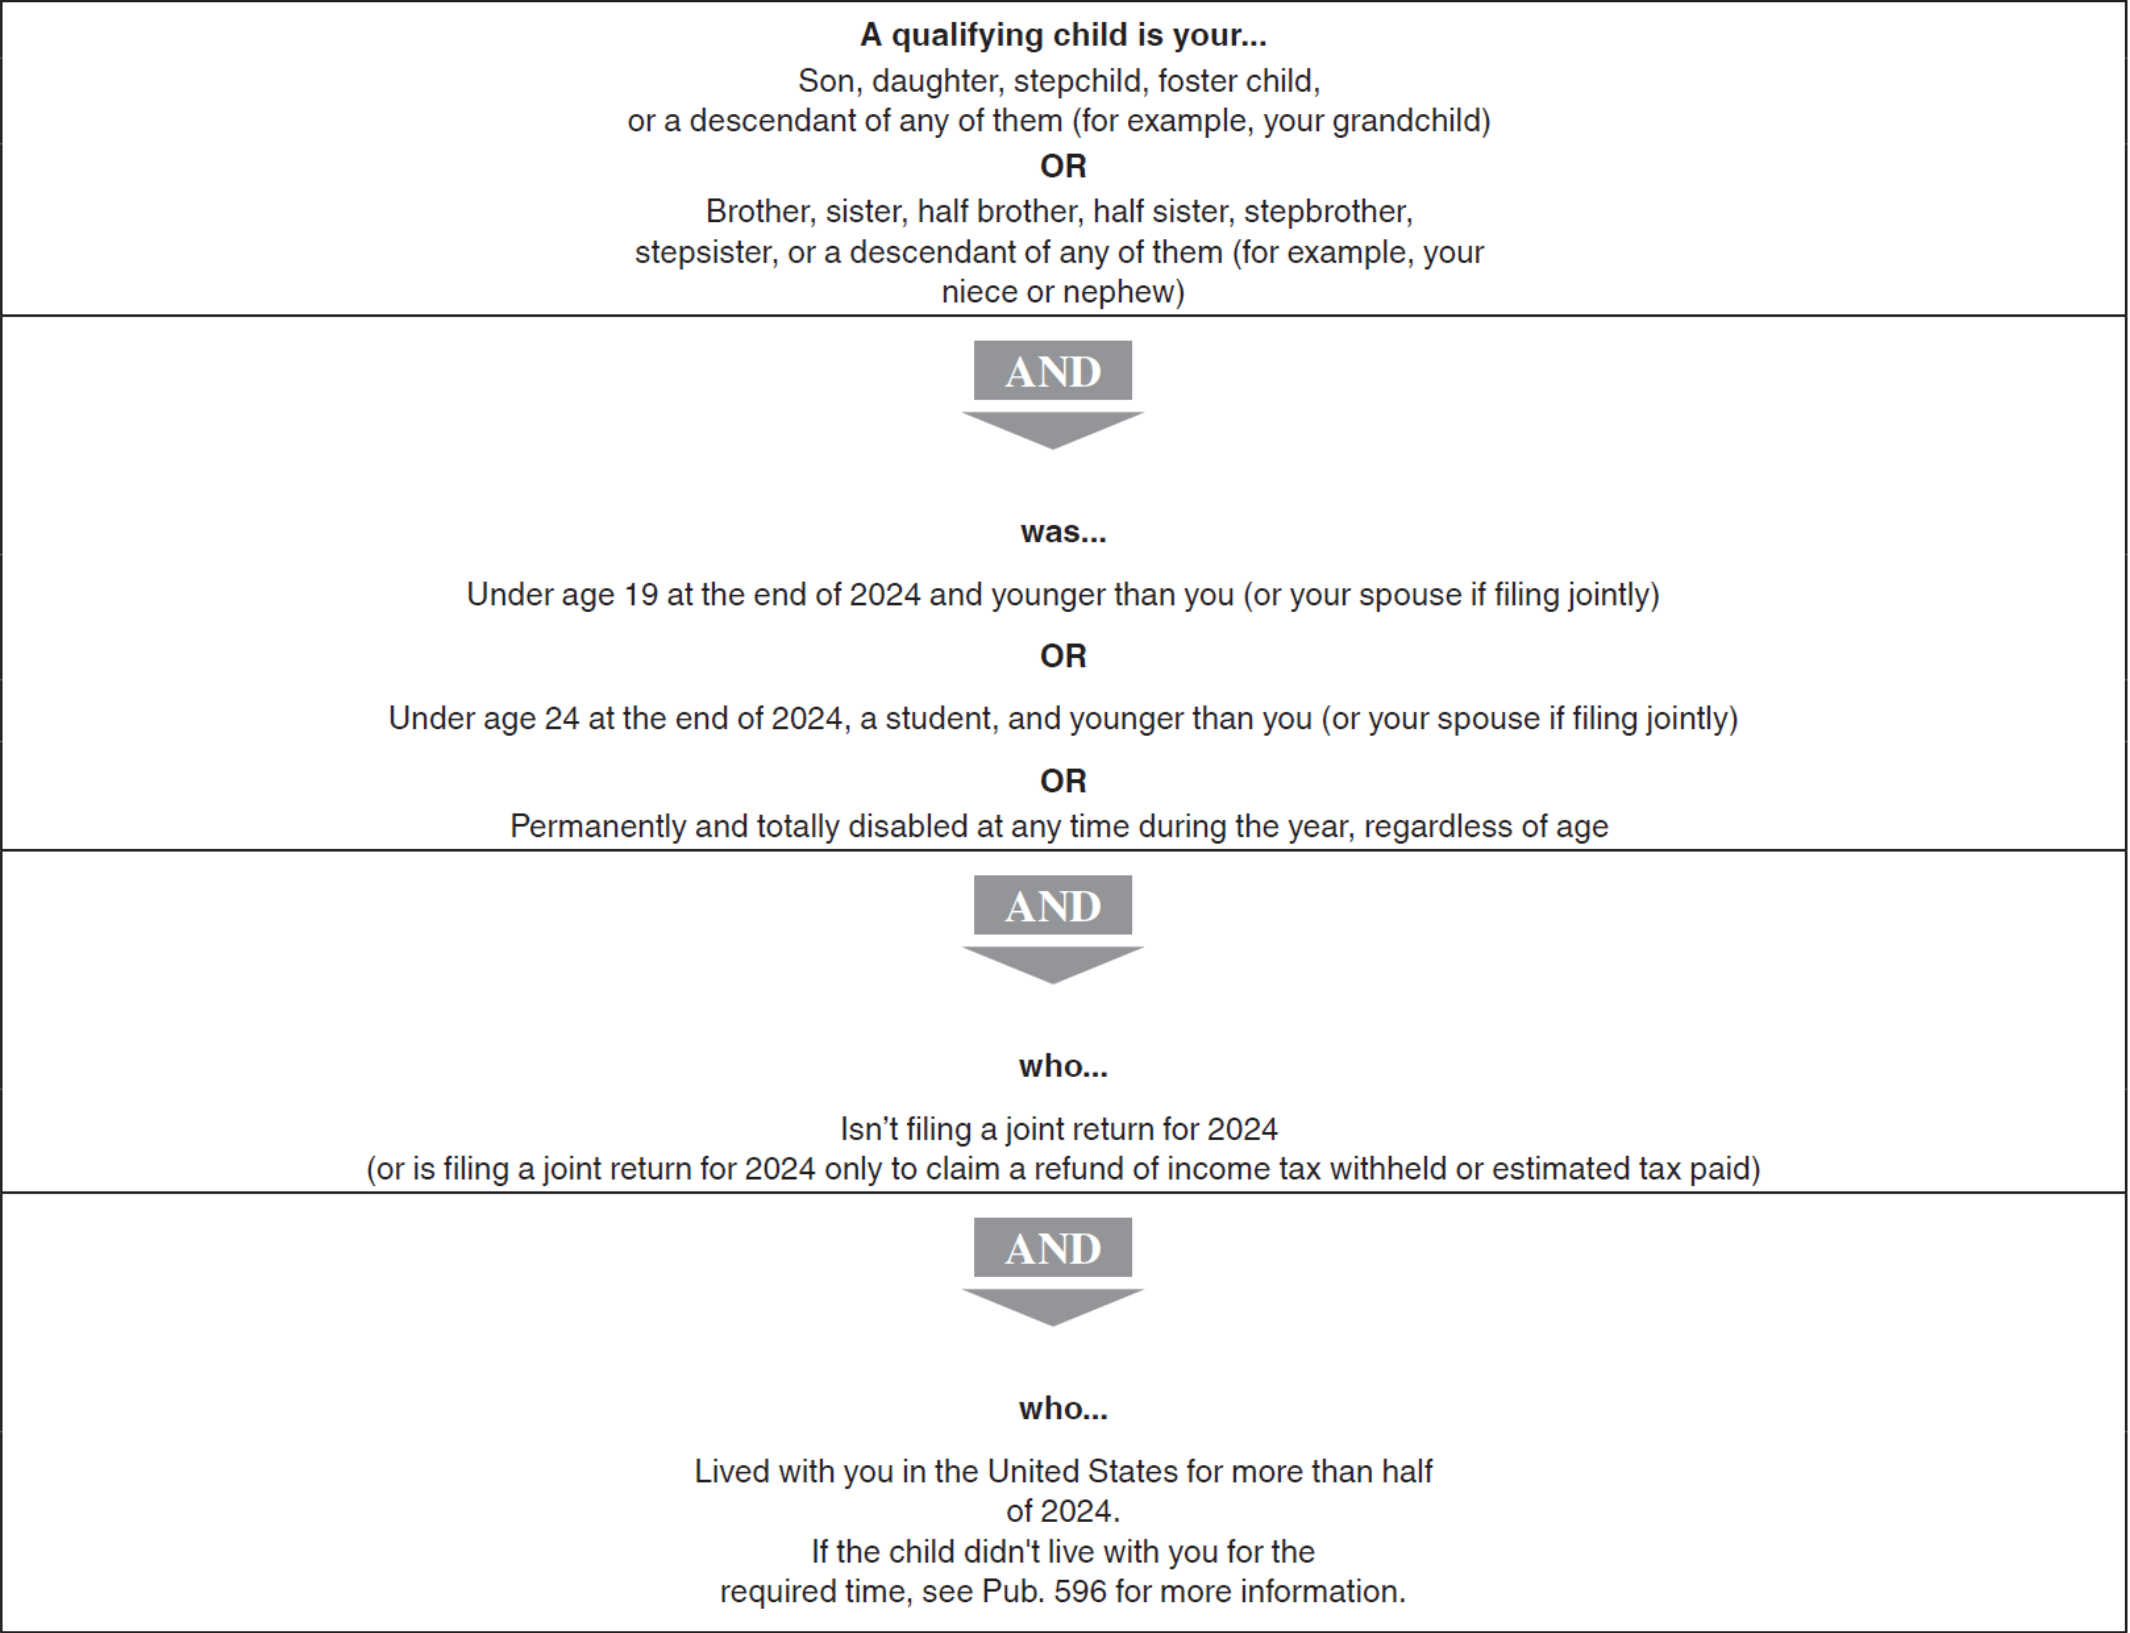 A qualifying child is your...
Son, daughter, stepchild, foster child,
or a descendant of any of them (for example, your grandchild)
OR
Brother, sister, half brother, half sister, stepbrother,
stepsister, or a descendant of any of them (for example, your
niece or nephew)
AND
was...
Under age 19 at the end of 2024 and younger than you (or your spouse if filing jointly)
OR
Under age 24 at the end of 2024, a student, and younger than you (or your spouse if filing jointly)
OR
Permanently and totally disabled at any time during the year, regardless of age
AND
who...
Isn’t filing a joint return for 2024
(or is filing a joint return for 2024 only to claim a refund of income tax withheld or estimated tax paid)
AND
who...
Lived with you in the United States for more than half
of 2024.
If the child didn't live with you for the
required time, see Pub. 596 for more information.